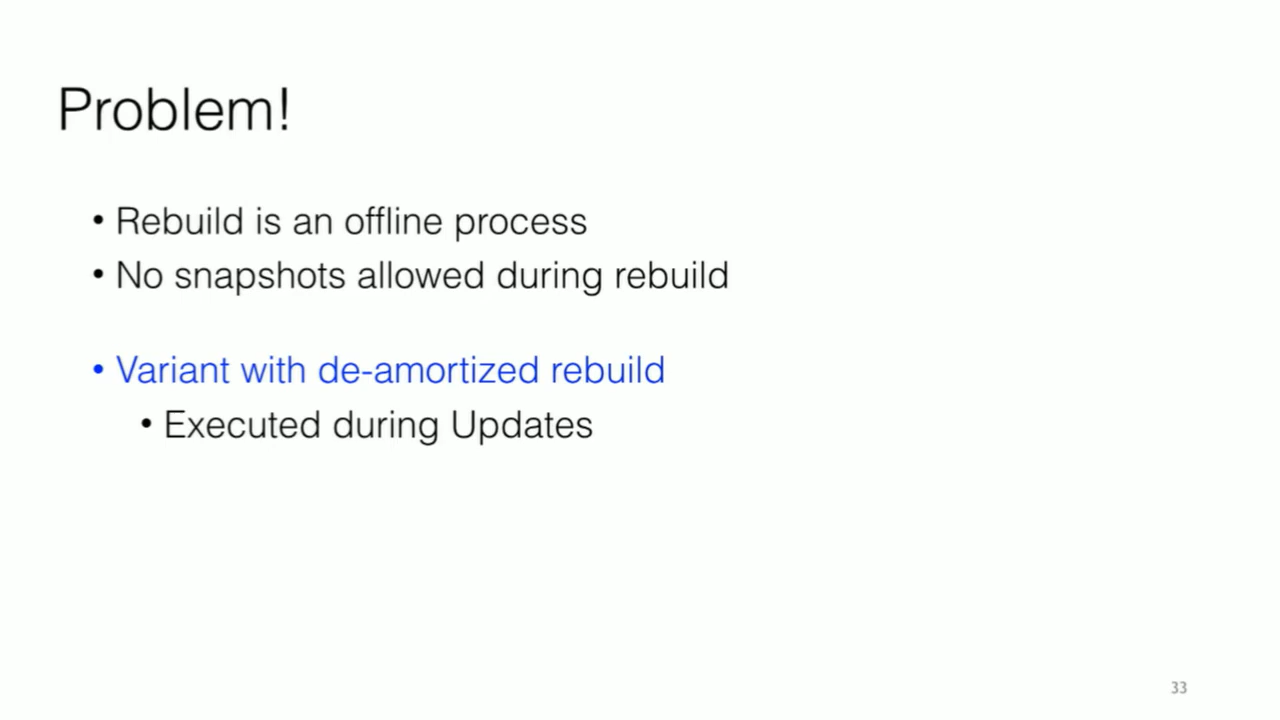 Problem!
• Rebuild is an offline process
• No snapshots allowed during rebuild
• Variant with de-amortized rebuild
• Executed during Updates
33